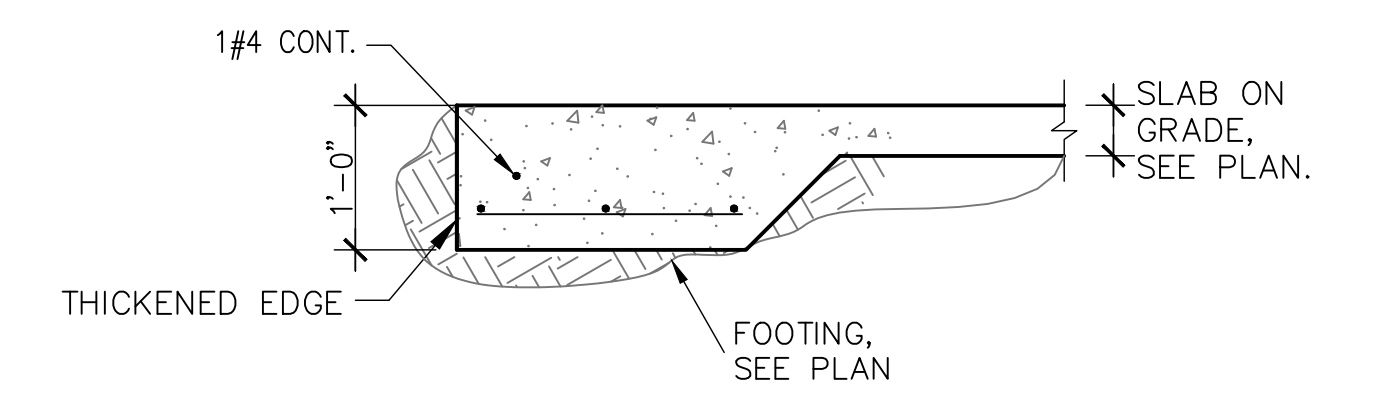 1#4 CONT.
SLAB ON
GRADE,
SEE PLAN.
1'-0"
THICKENED EDGE
FOOTING,
SEE PLAN